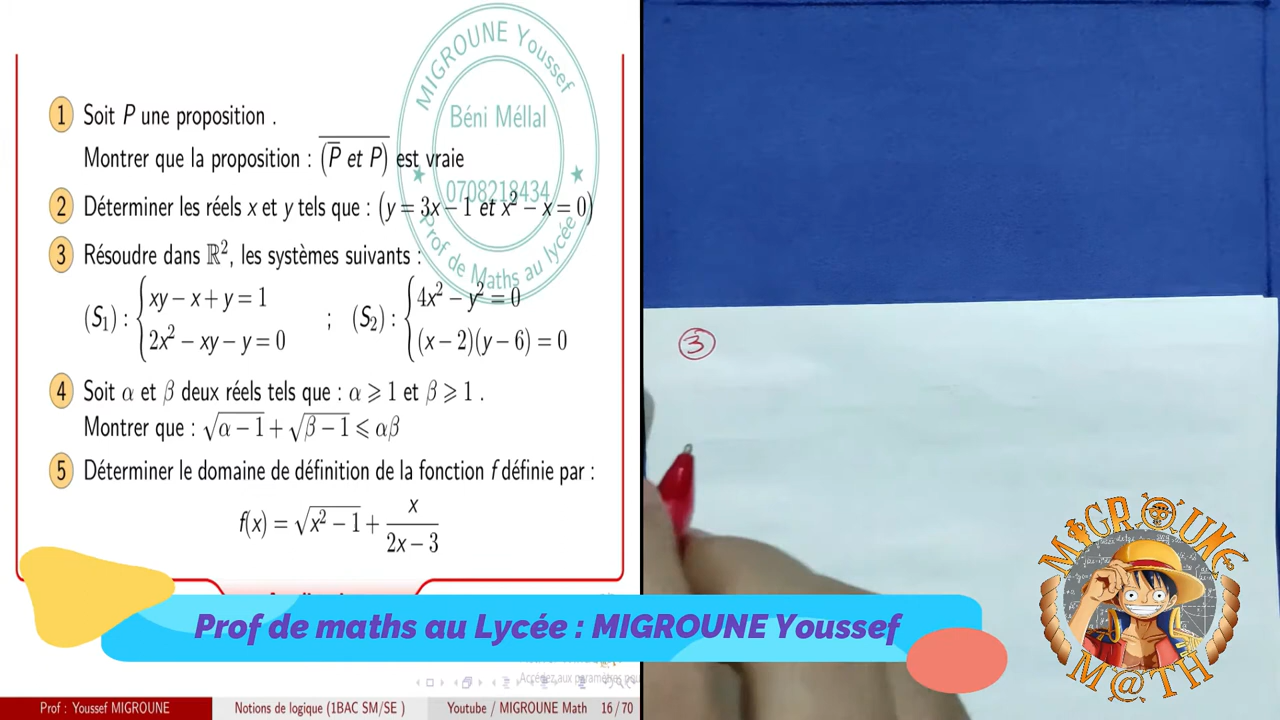 MIGROUNE Youssef
Béni Méllal
0708218434
Prof de Maths au lycée
1 Soit P une proposition .
Montrer que la proposition : \overline{(\overline{P} et P)} est vraie
2 Déterminer les réels x et y tels que : (y = 3x − 1 et x² − x = 0)
3 Résoudre dans ℝ², les systèmes suivants :
(S₁) : { xy − x + y = 1 ; (S₂) : { 4x² − y² = 0
2x² − xy − y = 0 (x − 2)(y − 6) = 0
4 Soit α et β deux réels tels que : α ⩾ 1 et β ⩾ 1 .
Montrer que : √(α − 1) + √(β − 1) ⩽ αβ
5 Déterminer le domaine de définition de la fonction f définie par :
f(x) = √(x² − 1) + x/(2x − 3)
3
Prof de maths au Lycée : MIGROUNE Youssef
MIGROUNE
M@TH
Prof : Youssef MIGROUNE Notions de logique (1BAC SM/SE ) Youtube / MIGROUNE Math 16 / 70